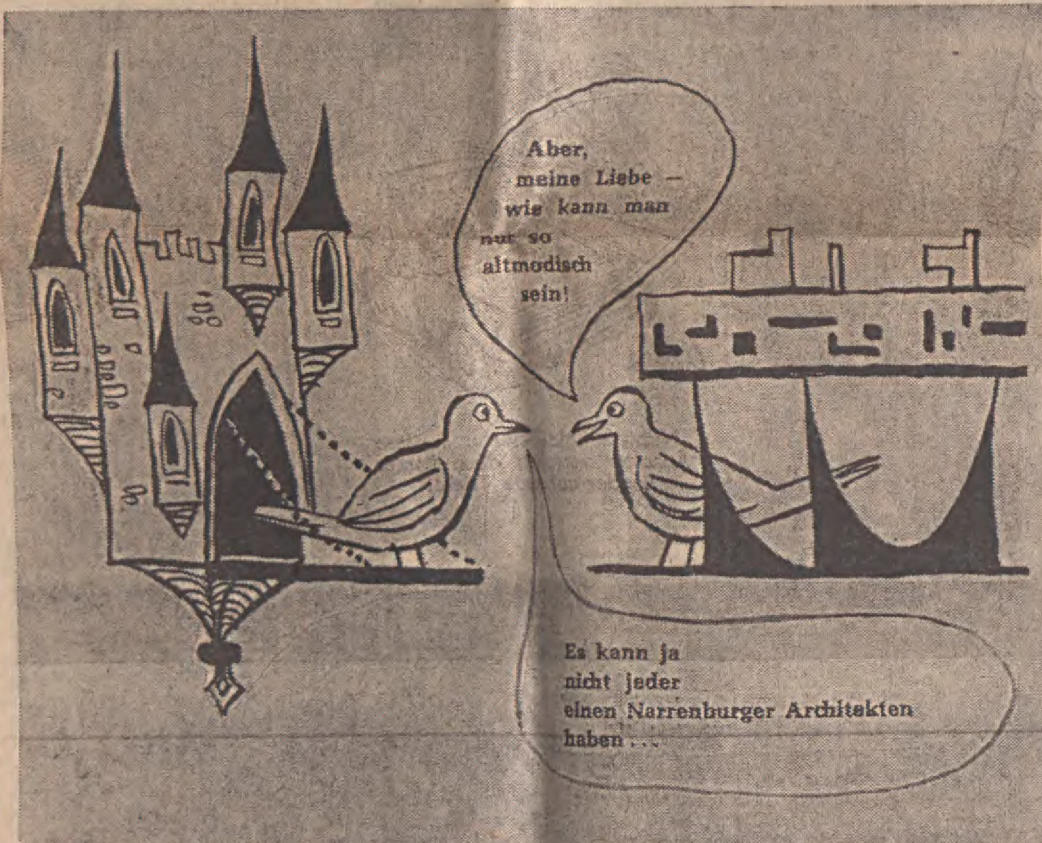 Aber,
meine Liebe —
wie kann man
nur so
altmodisch
sein!
Es kann ja
nicht jeder
einen Narrenburger Architekten
haben...